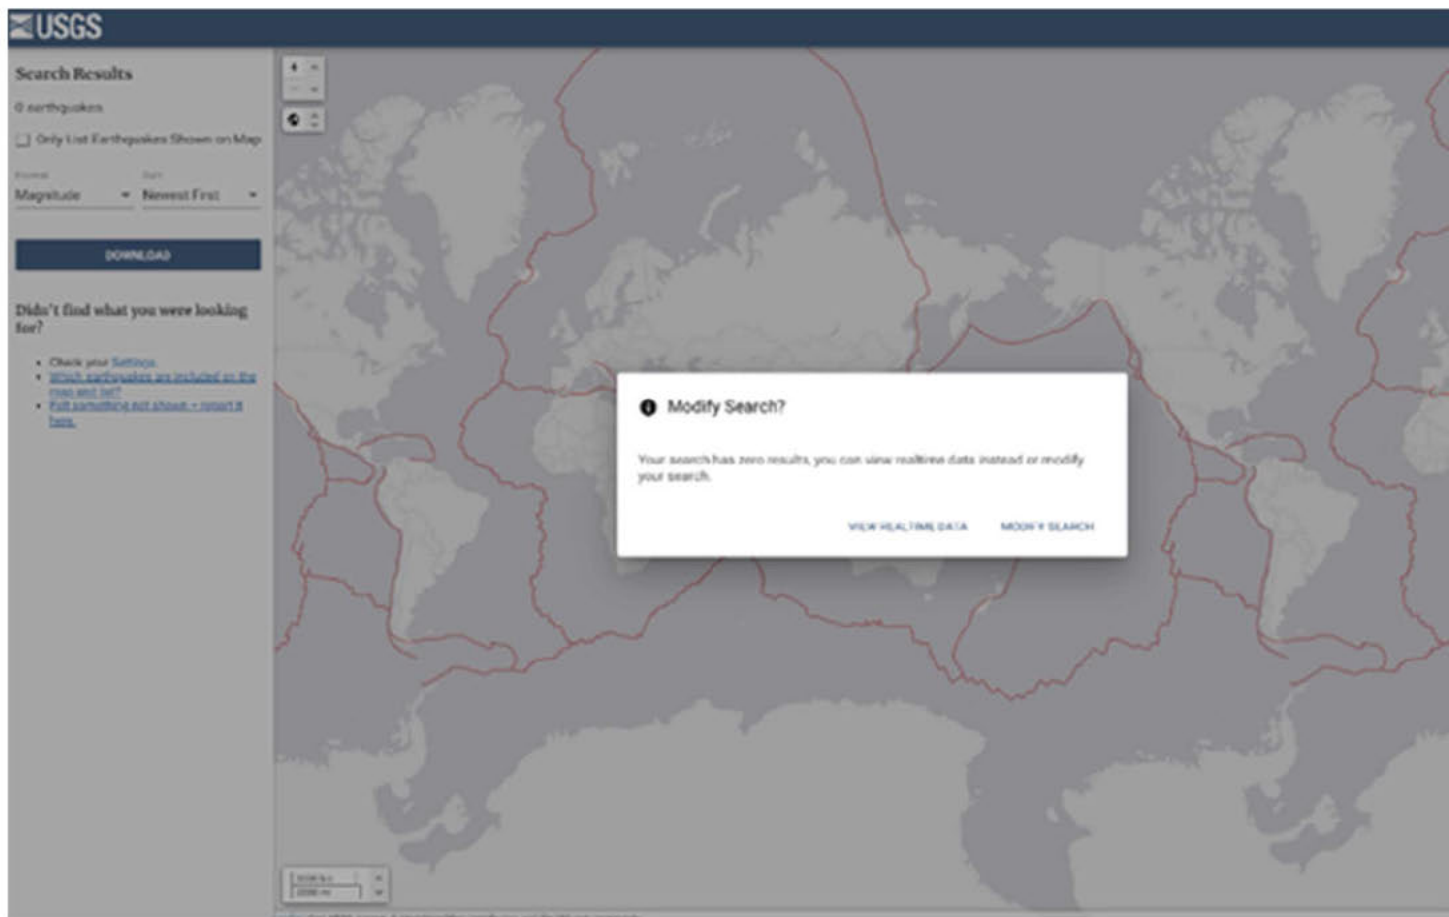 USGS
Search Results
0 earthquakes
Only List Earthquakes Shown on Map
Format Sort
Magnitude Newest First
DOWNLOAD
Didn't find what you were looking
for?
Check your Settings.
Which earthquakes are included on the
map and list?
Felt something not shown – report it
here.
Modify Search?
Your search has zero results, you can view realtime data instead or modify
your search.
VIEW REALTIME DATA MODIFY SEARCH